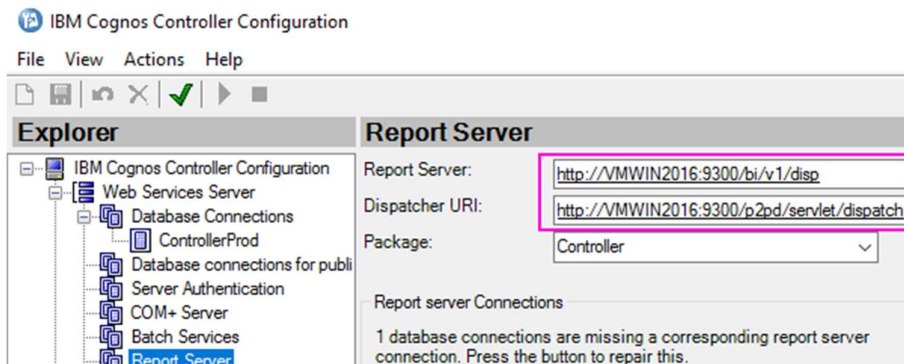 IBM Cognos Controller Configuration
File View Actions Help
Explorer
Report Server
IBM Cognos Controller Configuration
Web Services Server
Database Connections
ControllerProd
Database connections for publi
Server Authentication
COM+ Server
Batch Services
Report Server
Report Server: http://VMWIN2016:9300/bi/v1/disp
Dispatcher URI: http://VMWIN2016:9300/p2pd/servlet/dispatch
Package: Controller
Report server Connections
1 database connections are missing a corresponding report server
connection. Press the button to repair this.